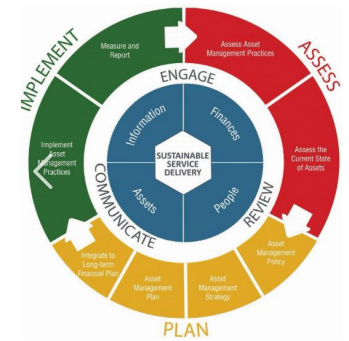 IMPLEMENT
ASSESS
PLAN
Measure and
Report
Assess Asset
Management Practices
Implement
Asset
Management
Practices
Assess the
Current State
of Assets
Integrate to
Long-term
Financial Plan
Asset
Management
Plan
Asset
Management
Strategy
Asset
Management
Policy
ENGAGE
COMMUNICATE
REVIEW
Information
Finances
Assets
People
SUSTAINABLE
SERVICE
DELIVERY